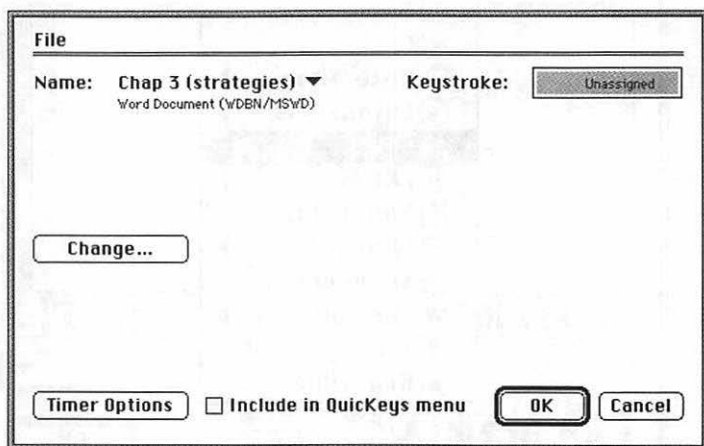 File
Name: Chap 3 (strategies) Keystroke: Unassigned
Word Document (WDBN/MSWD)
Change...
Timer Options Include in QuicKeys menu OK Cancel